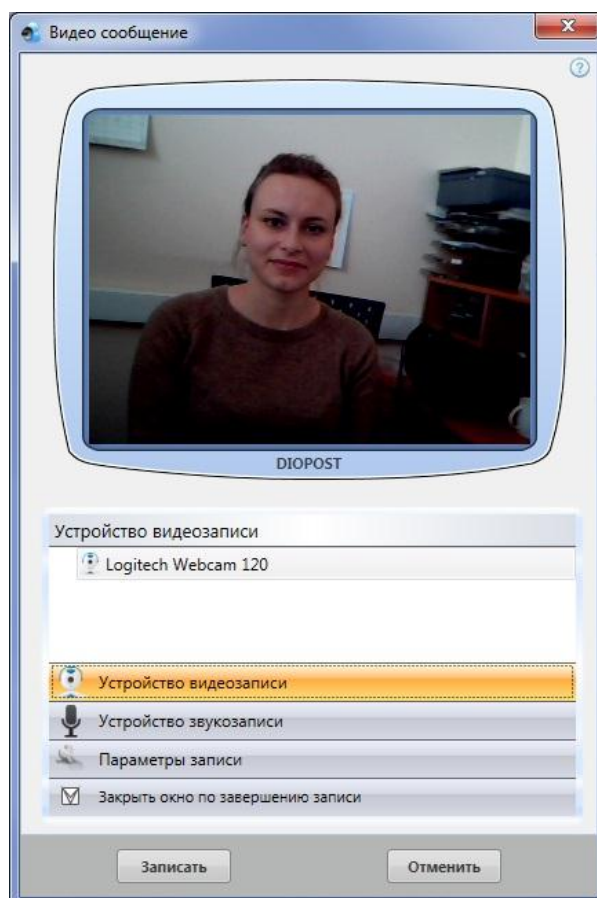 Видео сообщение
DIOPOST
Устройство видеозаписи
Logitech Webcam 120
Устройство видеозаписи
Устройство звукозаписи
Параметры записи
Закрыть окно по завершению записи
Записать
Отменить